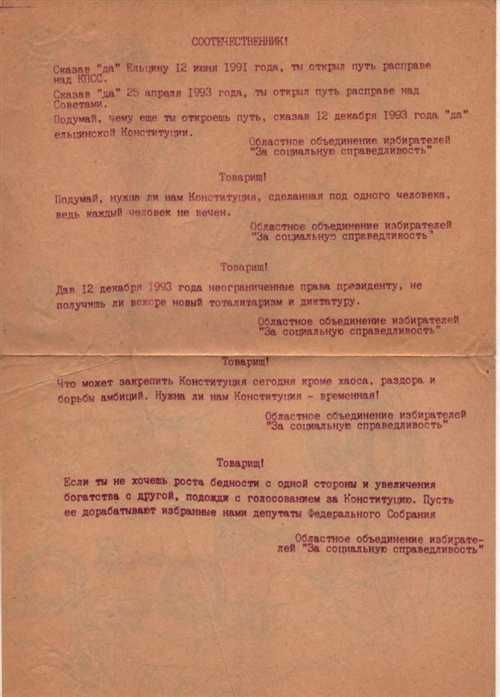 СООТЕЧЕСТВЕННИК!
Сказав "да" Ельцину 12 июня 1991 года, ты открыл путь расправе
над КПСС.
Сказав "да" 25 апреля 1993 года, ты открыл путь расправе над
Советами.
Подумай, чему еще ты откроешь путь, сказав 12 декабря 1993 года "да"
ельцинской Конституции.
Областное объединение избирателей
"За социальную справедливость"
Товарищ!
Подумай, нужна ли нам Конституция, сделанная под одного человека,
ведь каждый человек не вечен.
Областное объединение избирателей
"За социальную справедливость"
Товарищ!
Дав 12 декабря 1993 года неограниченные права президенту, не
получишь ли вскоре новый тоталитаризм и диктатуру.
Областное объединение избирателей
"За социальную справедливость"
Товарищ!
Что может закрепить Конституция сегодня кроме хаоса, раздора и
борьбы амбиций. Нужна ли нам Конституция - временная!
Областное объединение избирателей
"За социальную справедливость"
Товарищ!
Если ты не хочешь роста бедности с одной стороны и увеличения
богатства с другой, подожди с голосованием за Конституцию. Пусть
ее дорабатывают избранные нами депутаты Федерального Собрания
Областное объединение избирате-
лей "За социальную справедливость"